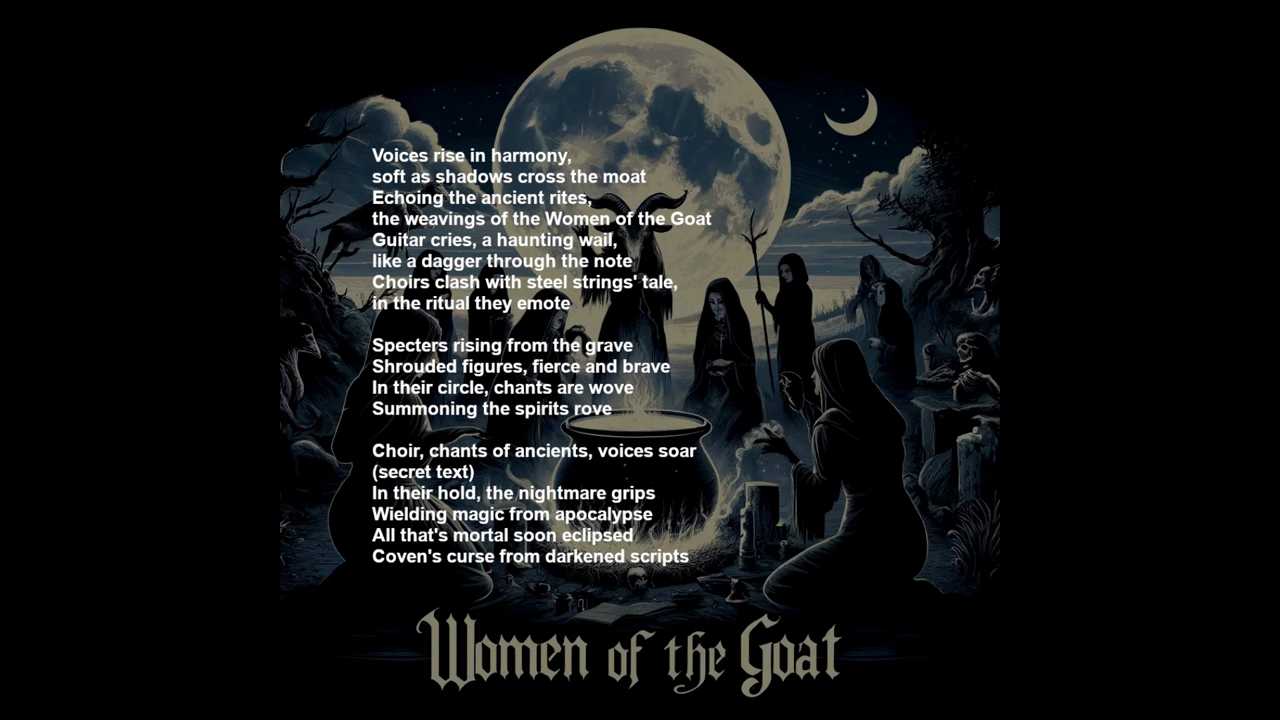 Voices rise in harmony,
soft as shadows cross the moat
Echoing the ancient rites,
the weavings of the Women of the Goat
Guitar cries, a haunting wail,
like a dagger through the note
Choirs clash with steel strings' tale,
in the ritual they emote
Specters rising from the grave
Shrouded figures, fierce and brave
In their circle, chants are wove
Summoning the spirits rove
Choir, chants of ancients, voices soar
(secret text)
In their hold, the nightmare grips
Wielding magic from apocalypse
All that's mortal soon eclipsed
Coven's curse from darkened scripts
Women of the Goat